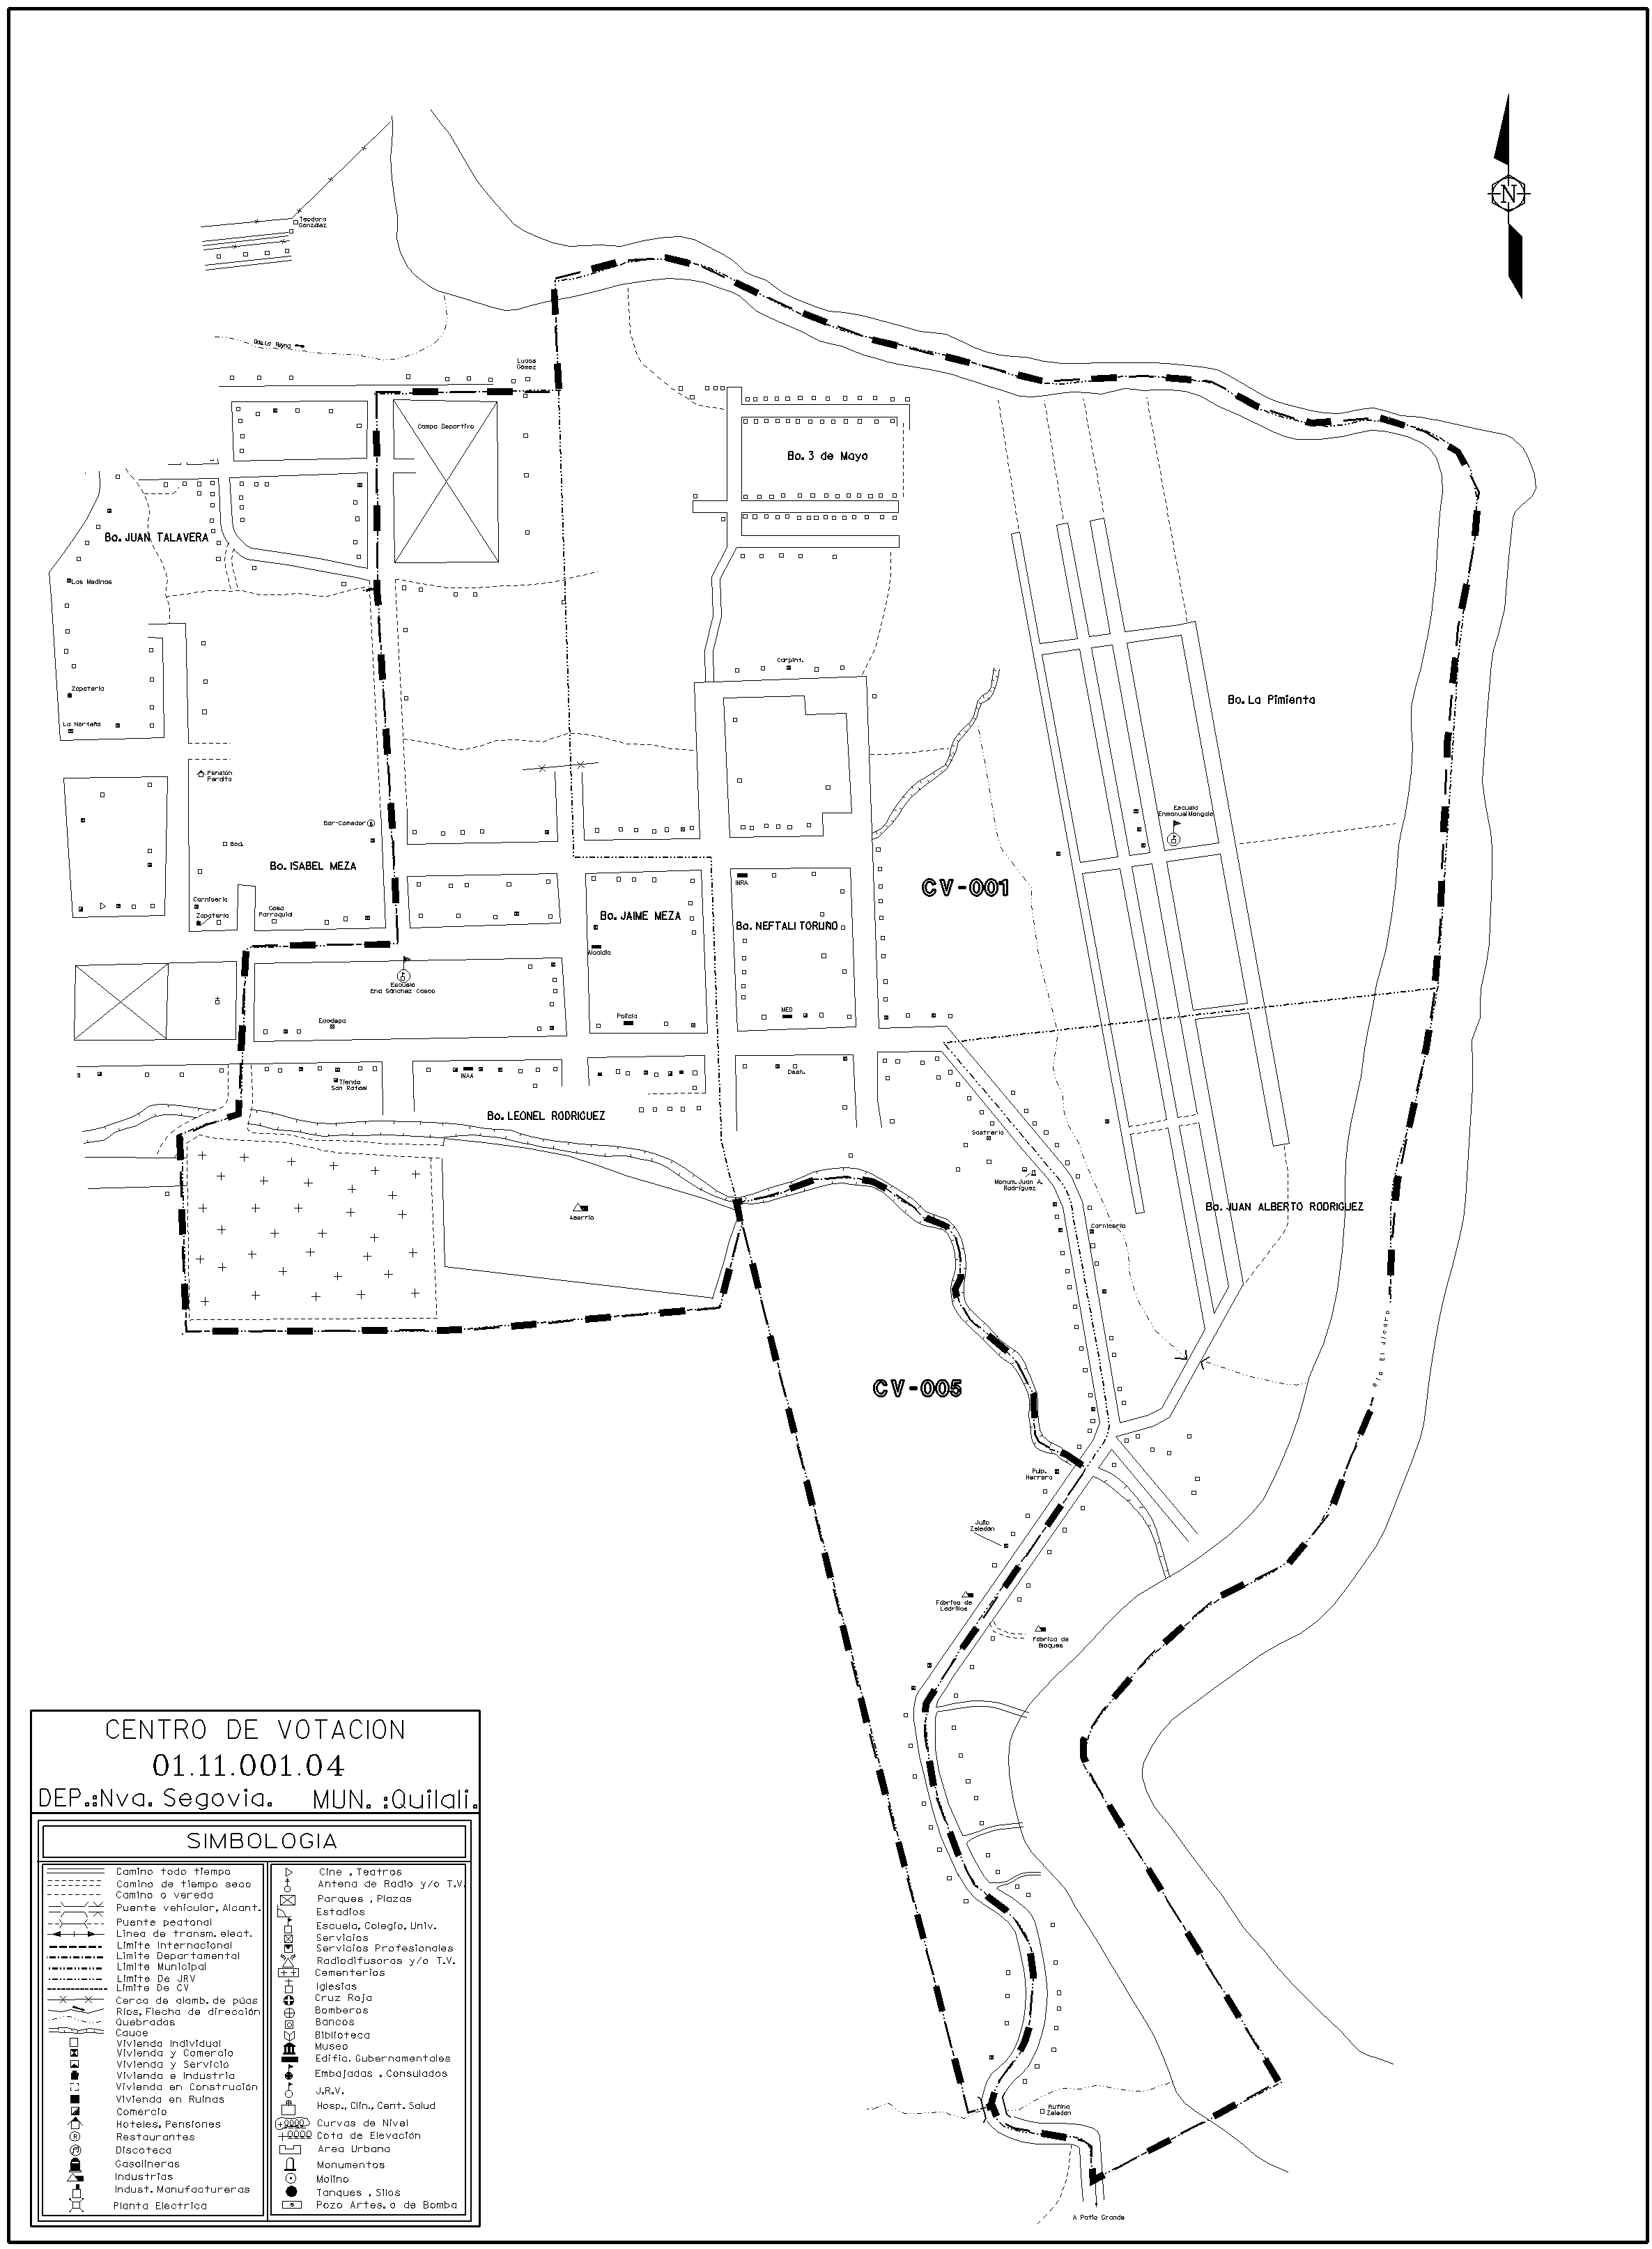 N
Teodora
González
Qda. La Reina
Lucas
Gómez
Campo Deportivo
Bo. 3 de Mayo
Bo. JUAN TALAVERA
Los Medinas
Carpint.
Zapatería
Bo. La Pimienta
La Norteña
Pensión
Perdito
Escuela
Enmanuel Mongalo
Bar-Comedor
Bod.
Bo. ISABEL MEZA
INRA
CV-001
Carnicería
Zapatería
Casa
Parroquial
Bo. JAIME MEZA
Bo. NEFTALI TORUÑO
Alcaldía
Escuela
Ena Sánchez Casco
Ecodepa
Policía
MED
Tienda
San Rafael
INAA
Dash.
Bo. LEONEL RODRIGUEZ
Sastrería
Monum. Juan A.
Rodríguez
Bo. JUAN ALBERTO RODRIGUEZ
Aserrío
Carnicería
Río El Jícaro
CV-005
Pulp.
Herrera
Julio
Zeledón
Fábrica de
Ladrillos
Fábrica de
Bloques
Rufina
Zeledón
A Patio Grande
CENTRO DE VOTACION
01.11.001.04
DEP.:Nva. Segovia. MUN. :Quilali.
SIMBOLOGIA
Camino todo tiempo
Camino de tiempo seco
Camino o vereda
Puente vehicular, Alcant.
Puente peatonal
Linea de transm. elect.
Limite Internacional
Limite Departamental
Limite Municipal
Limite De JRV
Limite De CV
Cerca de alamb. de púas
Rios, Flecha de dirección
Quebradas
Cauce
Vivienda Individual
Vivienda y Comercio
Vivienda y Servicio
Vivienda e Industria
Vivienda en Construción
Vivienda en Ruinas
Comercio
Hoteles, Pensiones
Restaurantes
Discoteca
Gasolineras
Industrias
Indust. Manufactureras
Planta Electrica
Cine , Teatros
Antena de Radio y/o T.V.
Parques , Plazas
Estadios
Escuela, Colegio, Univ.
Servicios
Servicios Profesionales
Radiodifusoras y/o T.V.
Cementerios
Iglesias
Cruz Roja
Bomberos
Bancos
Biblioteca
Museo
Edific. Gubernamentales
Embajadas , Consulados
J.R.V.
Hosp., Clin., Cent. Salud
Curvas de Nivel
Cota de Elevación
Area Urbana
Monumentos
Molino
Tanques , Silos
Pozo Artes. o de Bomba